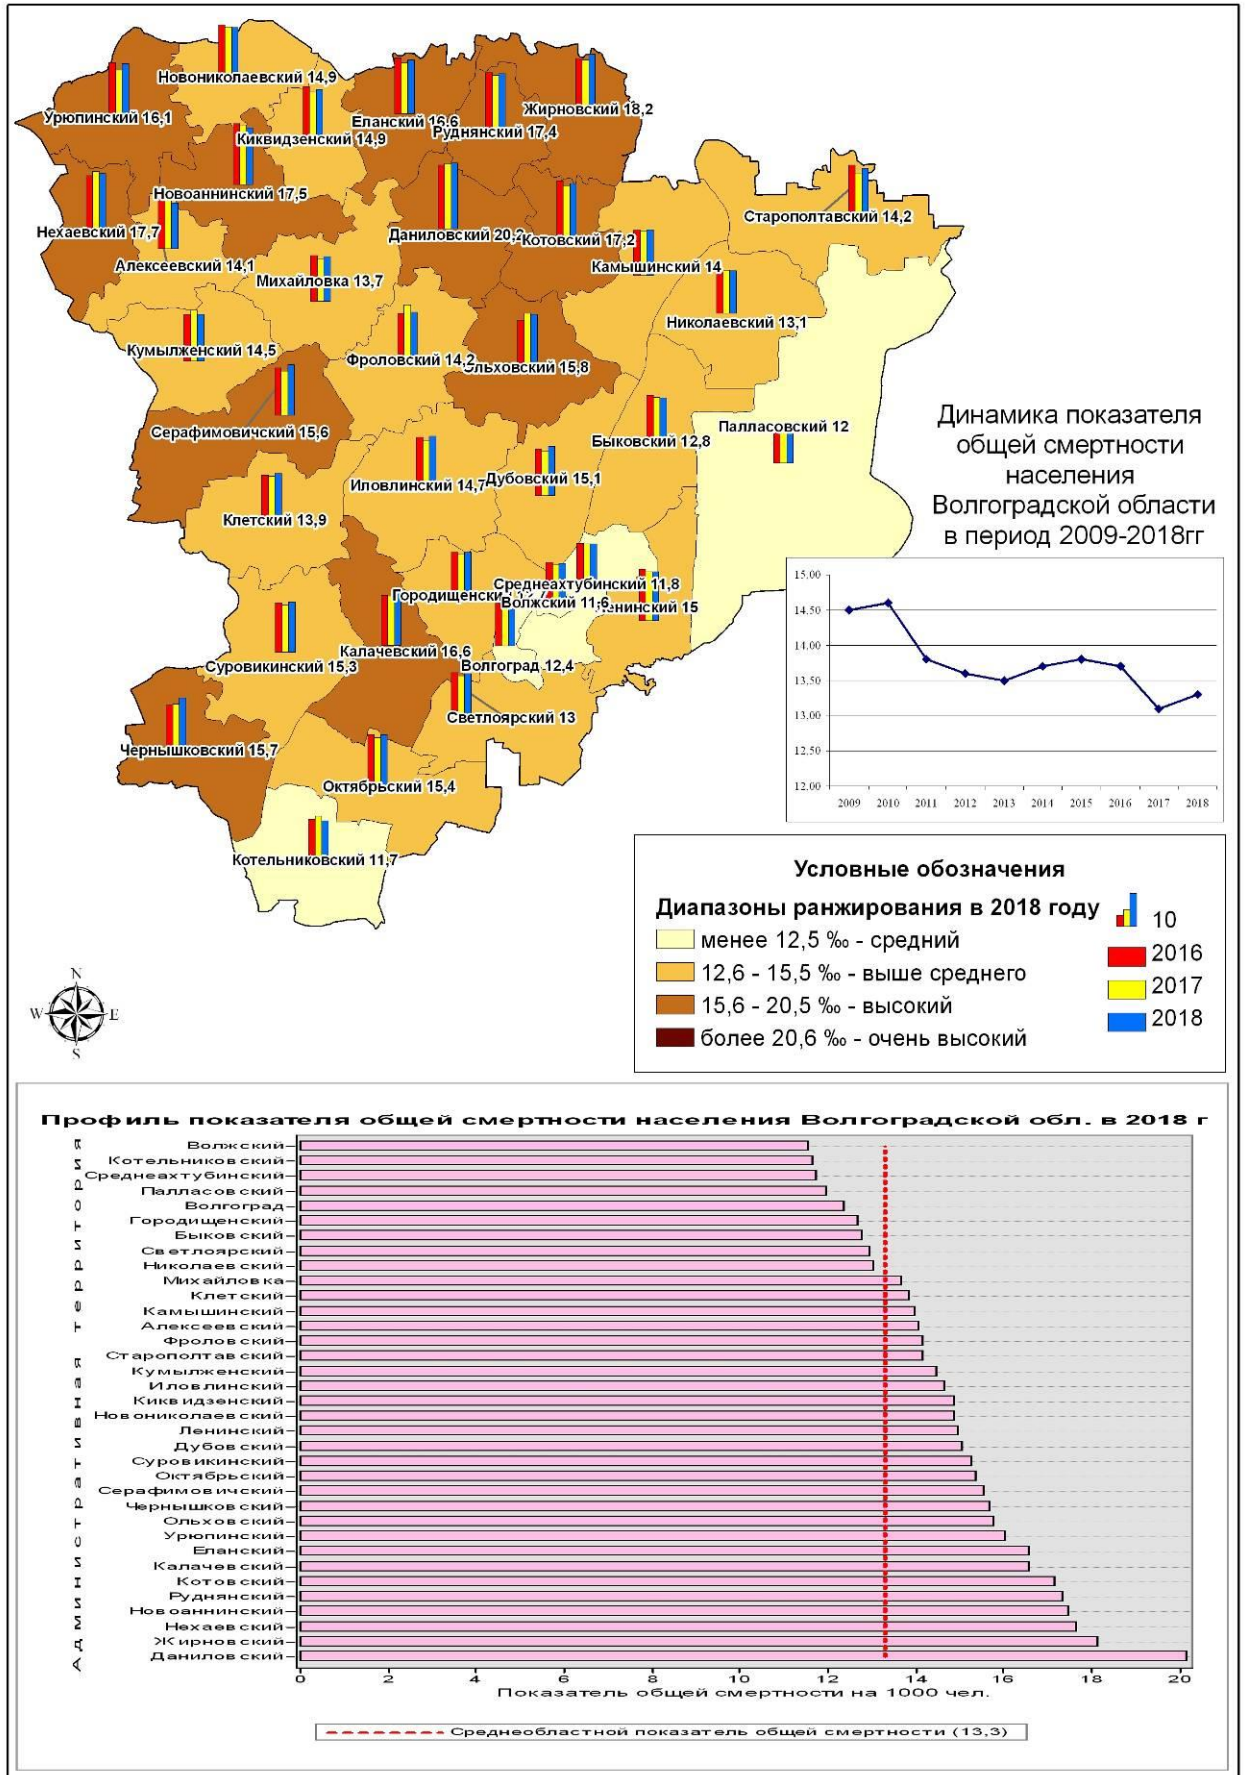 Новониколаевский 14,9
Урюпинский 16,1
Киквидзенский 14,9
Еланский 16,6
Руднянский 17,4
Жирновский 18,2
Новоаннинский 17,5
Нехаевский 17,7
Алексеевский 14,1
Даниловский 20,2
Котовский 17,2
Старополтавский 14,2
Камышинский 14
Михайловка 13,7
Николаевский 13,1
Кумылженский 14,5
Фроловский 14,2
Ольховский 15,8
Серафимовичский 15,6
Быковский 12,8
Палласовский 12
Иловлинский 14,7
Дубовский 15,1
Клетский 13,9
Среднеахтубинский 11,8
Городищенский
Волжский 11,6
Ленинский 15
Калачевский 16,6
Волгоград 12,4
Суровикинский 15,3
Светлоярский 13
Чернышковский 15,7
Октябрьский 15,4
Котельниковский 11,7
Динамика показателя
общей смертности
населения
Волгоградской области
в период 2009-2018гг
15.00
14.50
14.00
13.50
13.00
12.50
12.00
2009 2010 2011 2012 2013 2014 2015 2016 2017 2018
Условные обозначения
Диапазоны ранжирования в 2018 году
менее 12,5 ‰ - средний
12,6 - 15,5 ‰ - выше среднего
15,6 - 20,5 ‰ - высокий
более 20,6 ‰ - очень высокий
10
2016
2017
2018
N
W E
S
Профиль показателя общей смертности населения Волгоградской обл. в 2018 г
Административная территория
Волжский
Котельниковский
Среднеахтубинский
Палласовский
Волгоград
Городищенский
Быковский
Светлоярский
Николаевский
Михайловка
Клетский
Камышинский
Алексеевский
Фроловский
Старополтавский
Кумылженский
Иловлинский
Киквидзенский
Новониколаевский
Ленинский
Дубовский
Суровикинский
Октябрьский
Серафимовичский
Чернышковский
Ольховский
Урюпинский
Еланский
Калачевский
Котовский
Руднянский
Новоаннинский
Нехаевский
Жирновский
Даниловский
0 2 4 6 8 10 12 14 16 18 20
Показатель общей смертности на 1000 чел.
Среднеобластной показатель общей смертности (13,3)